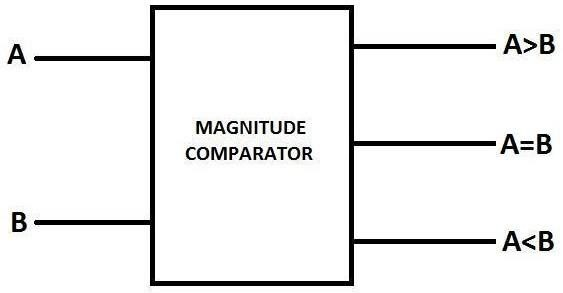 A
B
MAGNITUDE
COMPARATOR
A>B
A=B
A<B